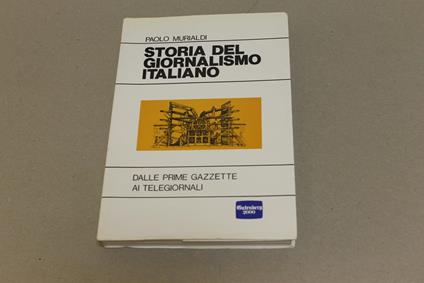 PAOLO MURIALDI
STORIA DEL
GIORNALISMO
ITALIANO
DALLE PRIME GAZZETTE
AI TELEGIORNALI
Gutenberg
2000